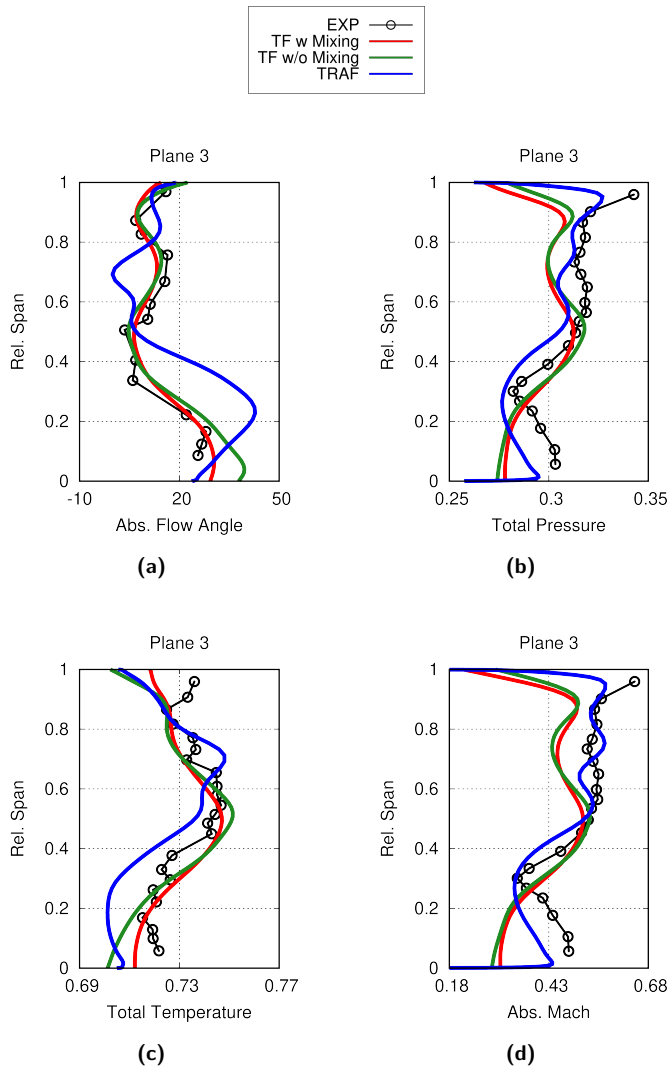 EXP
TF w Mixing
TF w/o Mixing
TRAF
Plane 3
1
0.8
0.6
0.4
0.2
0
Rel. Span
-10
20
50
Abs. Flow Angle
(a)
Plane 3
1
0.8
0.6
0.4
0.2
0
Rel. Span
0.25
0.3
0.35
Total Pressure
(b)
Plane 3
1
0.8
0.6
0.4
0.2
0
Rel. Span
0.69
0.73
0.77
Total Temperature
(c)
Plane 3
1
0.8
0.6
0.4
0.2
0
Rel. Span
0.18
0.43
0.68
Abs. Mach
(d)